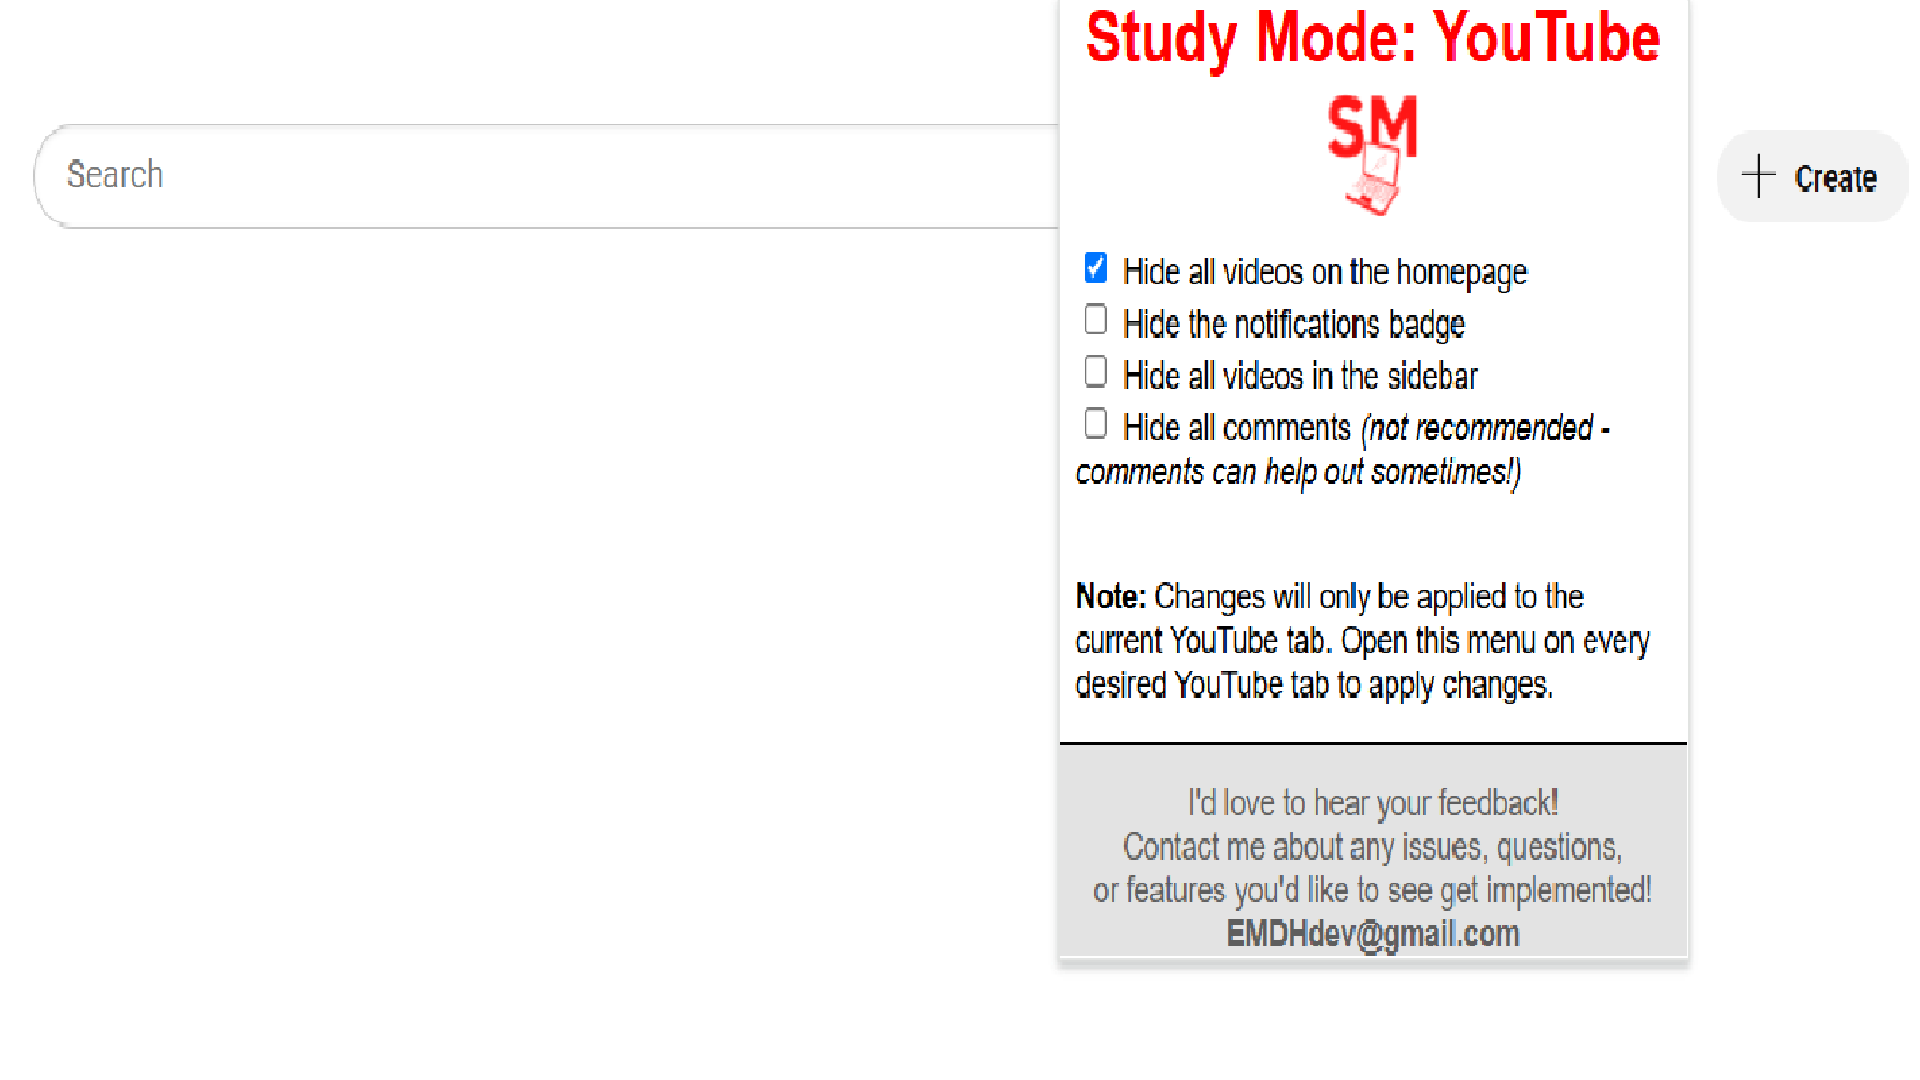 Study Mode: YouTube
SM
Search
Create
Hide all videos on the homepage
Hide the notifications badge
Hide all videos in the sidebar
Hide all comments (not recommended -
comments can help out sometimes!)
Note: Changes will only be applied to the
current YouTube tab. Open this menu on every
desired YouTube tab to apply changes.
I'd love to hear your feedback!
Contact me about any issues, questions,
or features you'd like to see get implemented!
EMDHdev@gmail.com